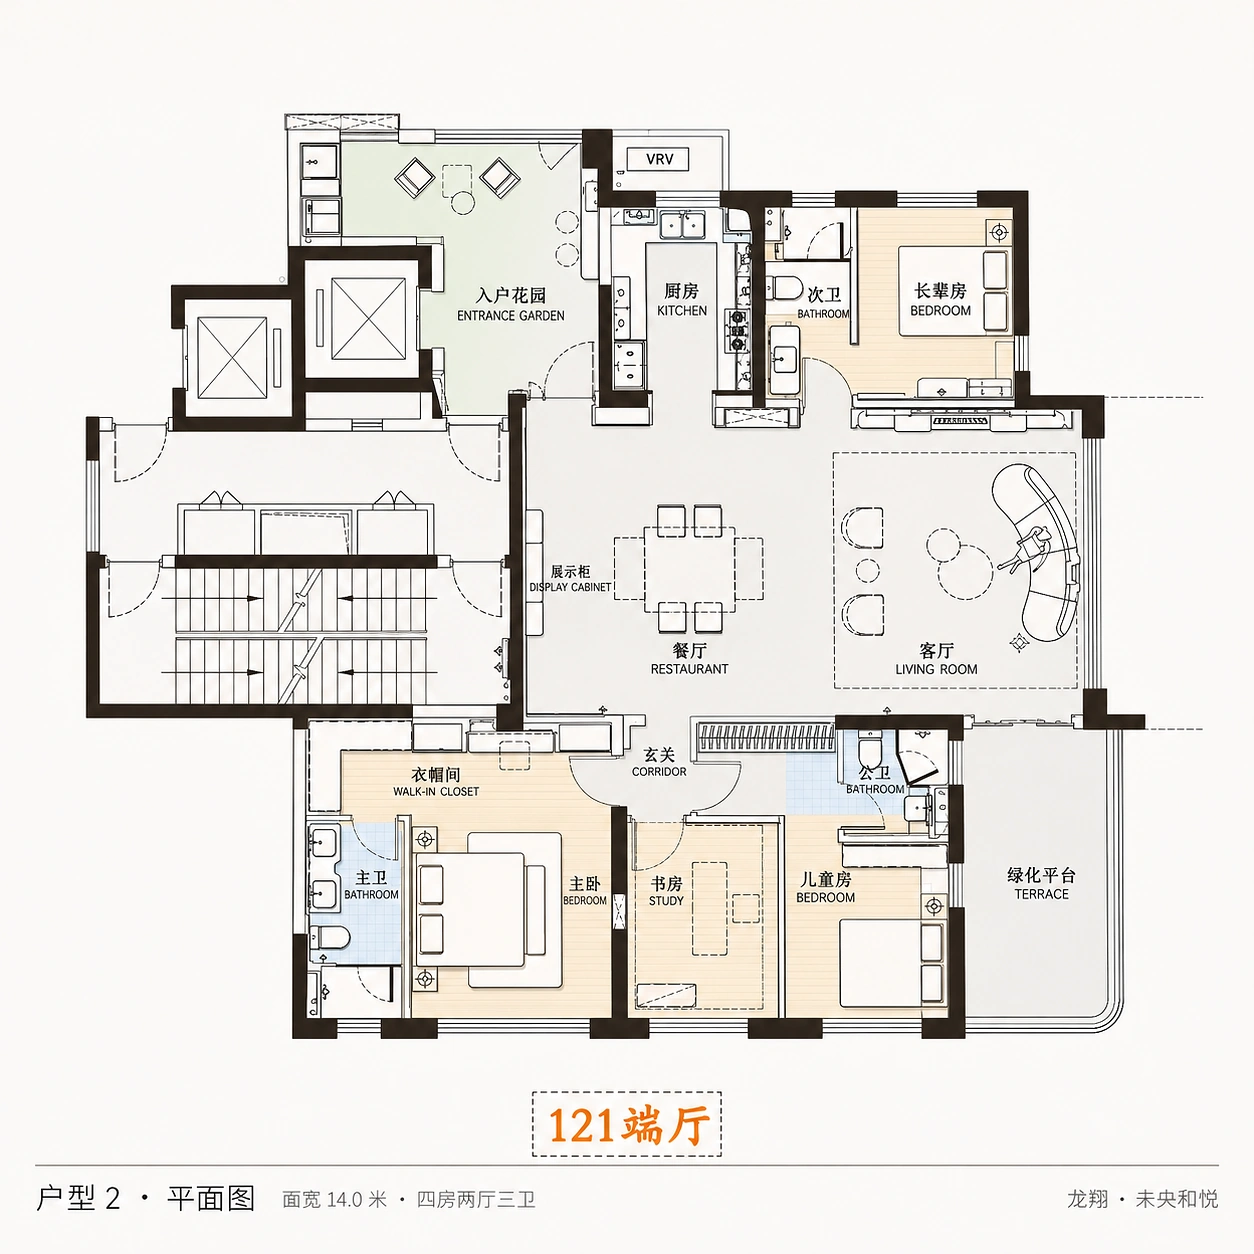 VRV
入户花园
ENTRANCE GARDEN
厨房
KITCHEN
次卫
BATHROOM
长辈房
BEDROOM
展示柜
DISPLAY CABINET
餐厅
RESTAURANT
客厅
LIVING ROOM
衣帽间
WALK-IN CLOSET
玄关
CORRIDOR
公卫
BATHROOM
主卫
BATHROOM
主卧
BEDROOM
书房
STUDY
儿童房
BEDROOM
绿化平台
TERRACE
121端厅
户型 2 · 平面图 面宽 14.0 米 · 四房两厅三卫
龙翔 · 未央和悦